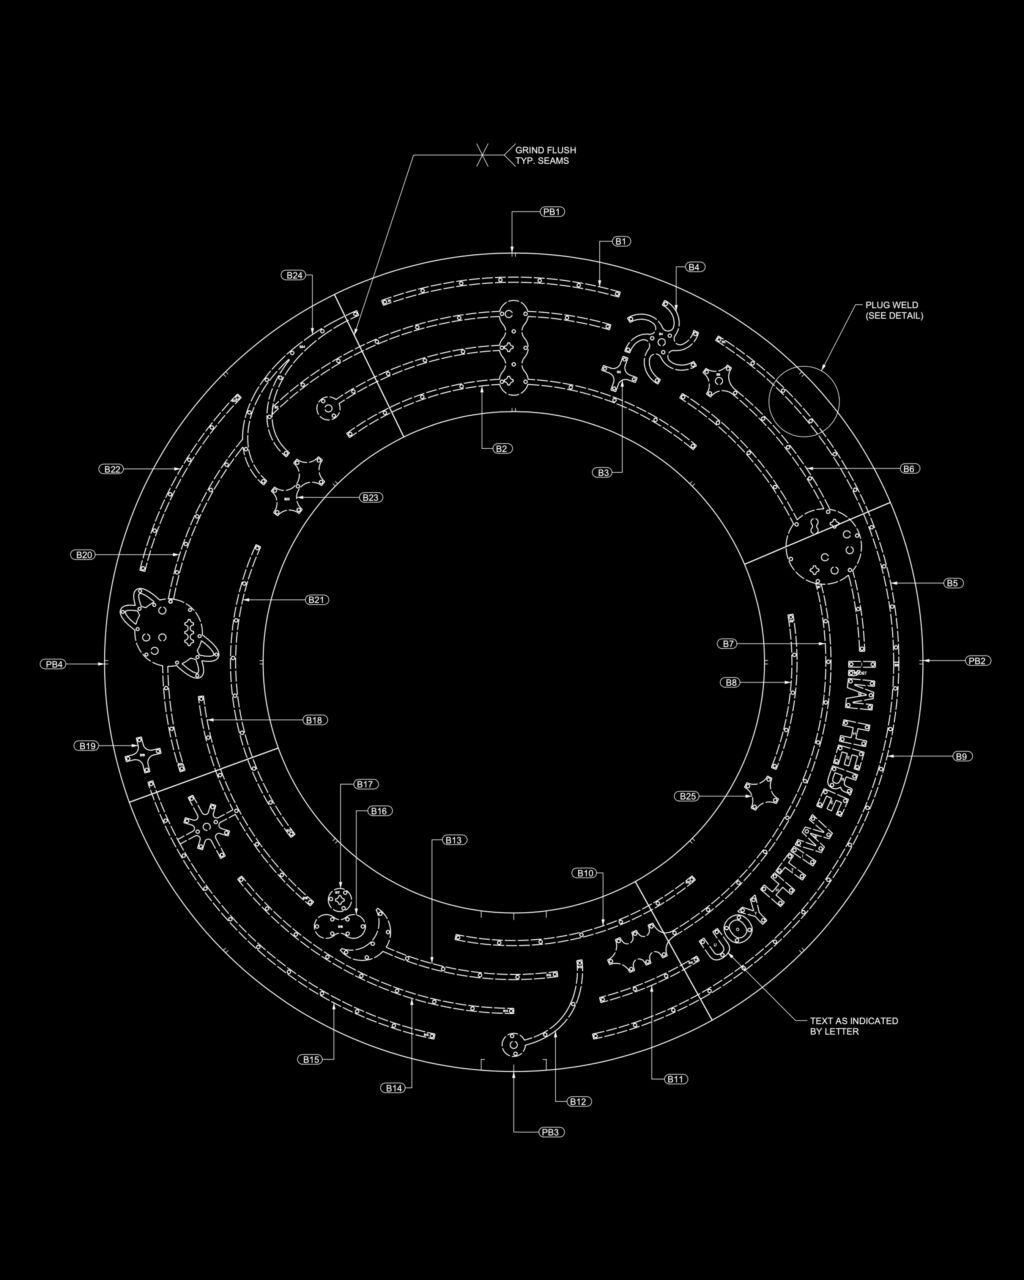 GRIND FLUSH
TYP. SEAMS
PB1
B1
B4
B24
PLUG WELD
(SEE DETAIL)
B2
B3
B6
B22
B23
B20
B5
B21
B7
PB4
PB2
B8
B18
B19
B9
B17
B25
B16
B13
B10
I'M HERE WITH YOU
TEXT AS INDICATED
BY LETTER
B15
B11
B14
B12
PB3